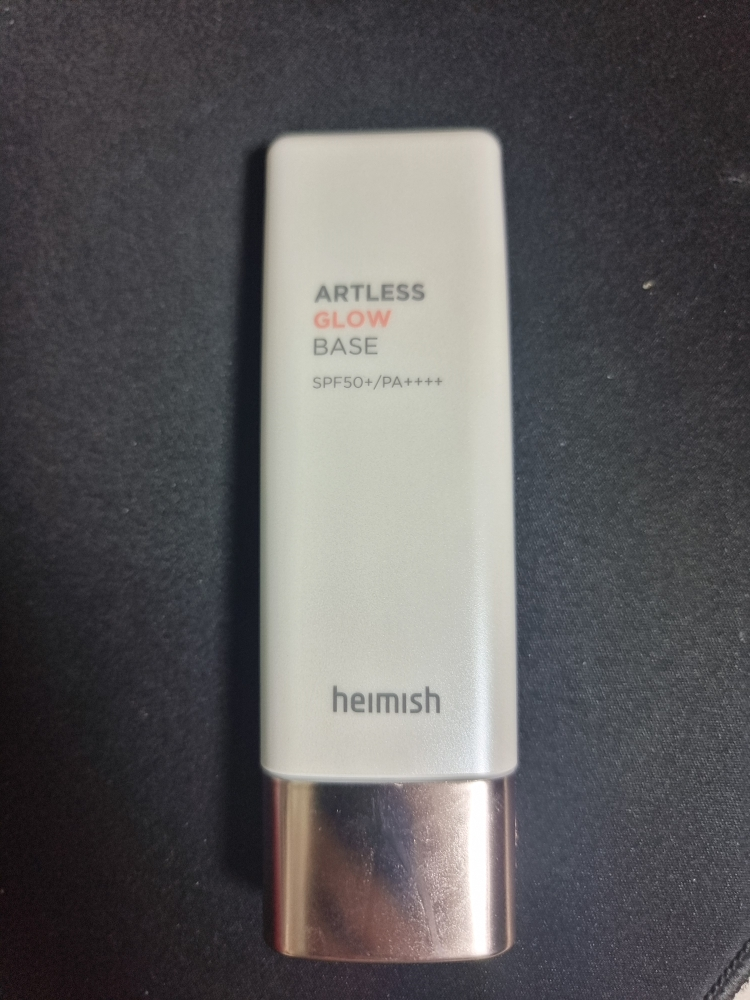 ARTLESS
GLOW
BASE
SPF50+/PA++++
heimish